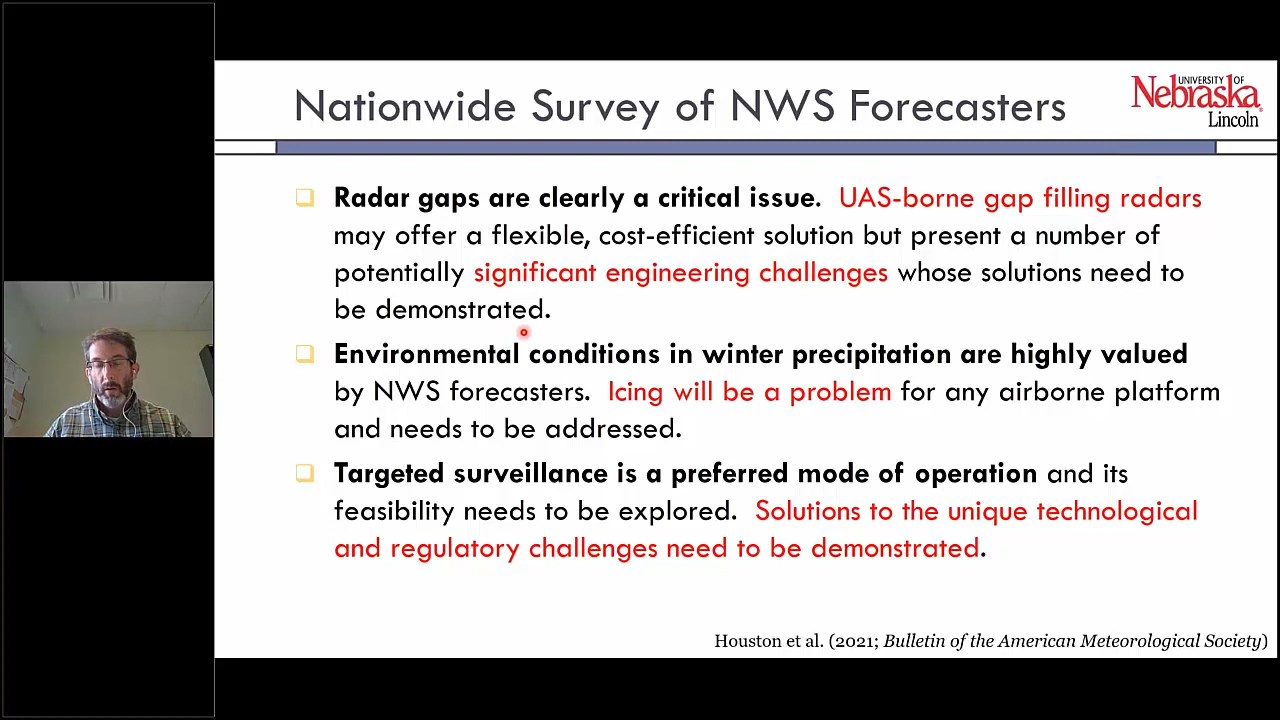 Nationwide Survey of NWS Forecasters
UNIVERSITY OF
Nebraska
Lincoln
Radar gaps are clearly a critical issue. UAS-borne gap filling radars
may offer a flexible, cost-efficient solution but present a number of
potentially significant engineering challenges whose solutions need to
be demonstrated.
Environmental conditions in winter precipitation are highly valued
by NWS forecasters. Icing will be a problem for any airborne platform
and needs to be addressed.
Targeted surveillance is a preferred mode of operation and its
feasibility needs to be explored. Solutions to the unique technological
and regulatory challenges need to be demonstrated.
Houston et al. (2021; Bulletin of the American Meteorological Society)